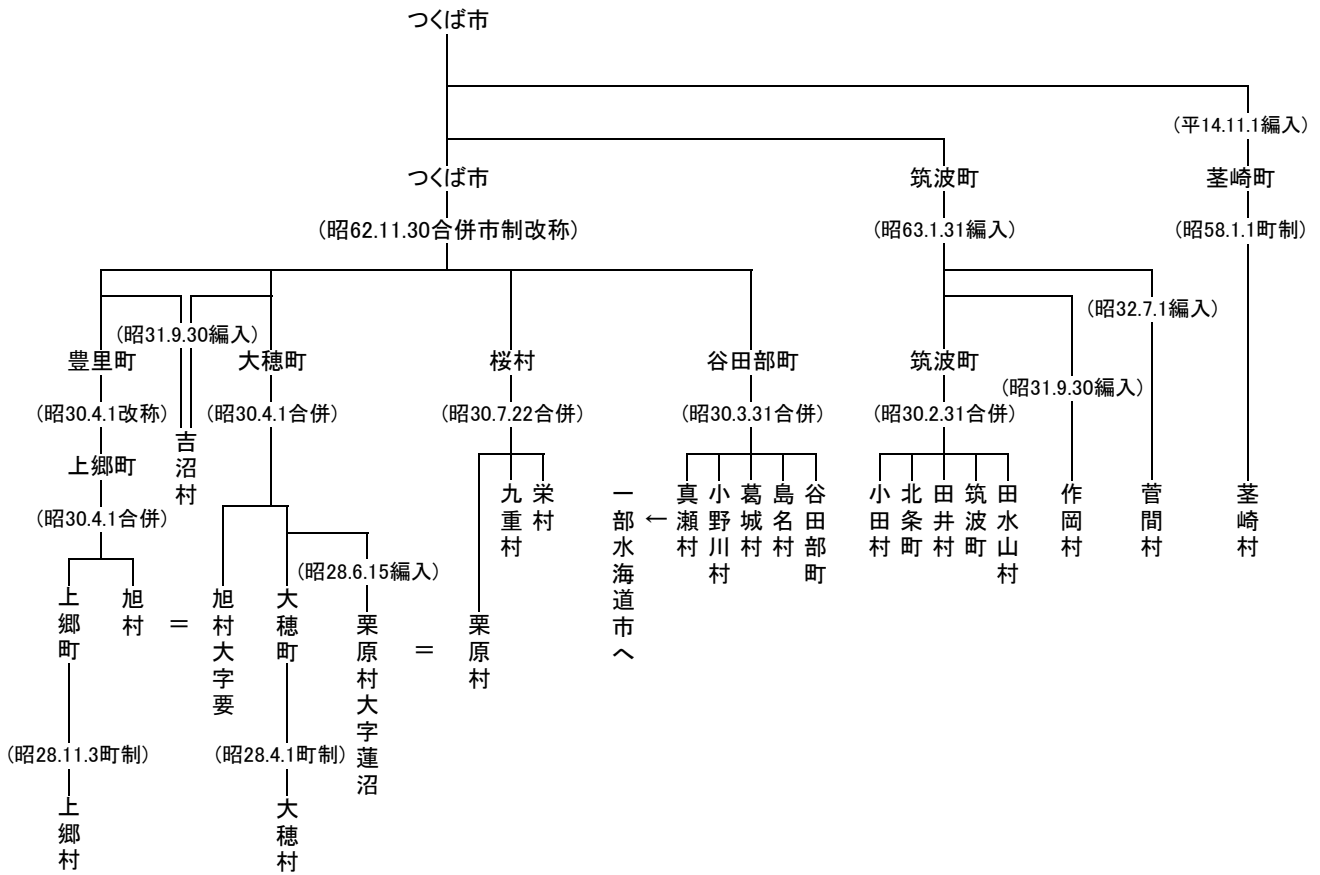 つくば市
（平14.11.1編入）
つくば市
筑波町
茎崎町
（昭62.11.30合併市制改称）
（昭63.1.31編入）
（昭58.1.1町制）
（昭32.7.1編入）
（昭31.9.30編入）
豊里町
大穂町
桜村
谷田部町
筑波町
（昭31.9.30編入）
（昭30.4.1改称）
（昭30.4.1合併）
（昭30.7.22合併）
（昭30.3.31合併）
（昭30.2.31合併）
吉沼村
上郷町
（昭30.4.1合併）
九重村
栄村
一部水海道市へ
←
真瀬村
小野川村
葛城村
島名村
谷田部町
小田村
北条町
田井村
筑波町
田水山村
作岡村
菅間村
茎崎村
（昭28.6.15編入）
上郷町
旭村
＝
旭村大字要
大穂町
栗原村大字蓮沼
＝
栗原村
（昭28.11.3町制）
（昭28.4.1町制）
上郷村
大穂村